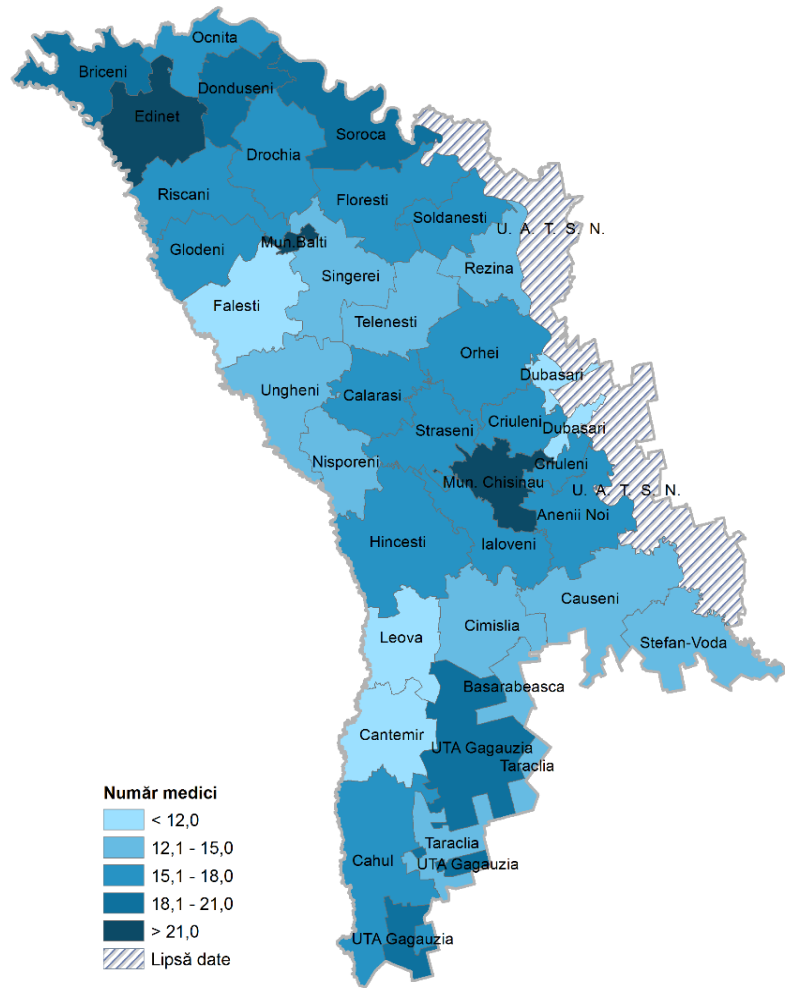 Ocnita
Briceni
Donduseni
Edinet
Soroca
Drochia
Riscani
Floresti
Soldanesti
U. A. T. S. N.
Mun.Balti
Glodeni
Rezina
Singerei
Falesti
Telenesti
Orhei
Dubasari
Ungheni
Calarasi
Criuleni
Straseni
Dubasari
Nisporeni
Criuleni
Mun. Chisinau
U. A. T. S. N.
Anenii Noi
Hincesti
Ialoveni
Causeni
Cimislia
Leova
Stefan-Voda
Basarabeasca
Cantemir
UTA Gagauzia
Taraclia
Număr medici
< 12,0
12,1 - 15,0
15,1 - 18,0
18,1 - 21,0
> 21,0
Lipsă date
Taraclia
Cahul
UTA Gagauzia
UTA Gagauzia